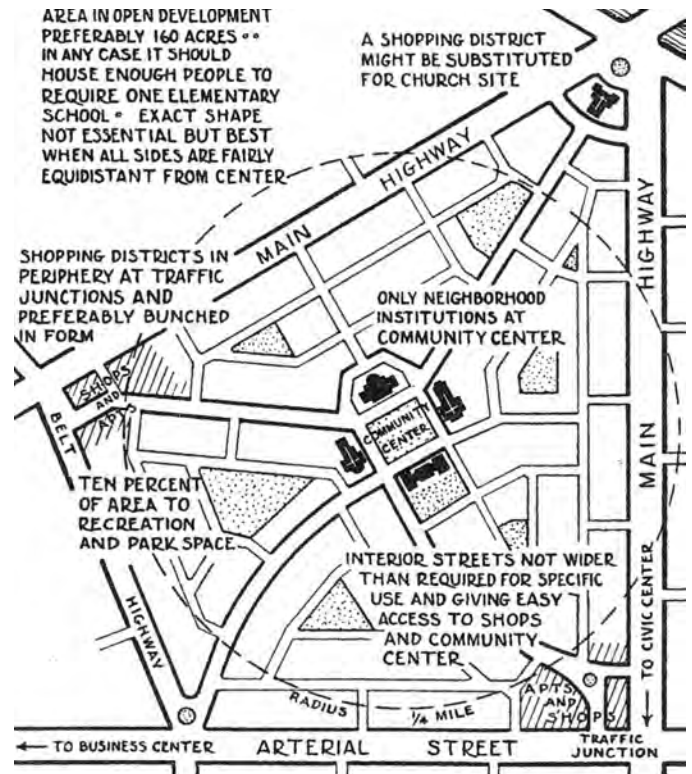 AREA IN OPEN DEVELOPMENT
PREFERABLY 160 ACRES • •
IN ANY CASE IT SHOULD
HOUSE ENOUGH PEOPLE TO
REQUIRE ONE ELEMENTARY
SCHOOL • EXACT SHAPE
NOT ESSENTIAL BUT BEST
WHEN ALL SIDES ARE FAIRLY
EQUIDISTANT FROM CENTER
A SHOPPING DISTRICT
MIGHT BE SUBSTITUTED
FOR CHURCH SITE
MAIN HIGHWAY
SHOPPING DISTRICTS IN
PERIPHERY AT TRAFFIC
JUNCTIONS AND
PREFERABLY BUNCHED
IN FORM
ONLY NEIGHBORHOOD
INSTITUTIONS AT
COMMUNITY CENTER
MAIN HIGHWAY
SHOPS
AND
APTS
COMMUNITY
CENTER
BELT HIGHWAY
TEN PERCENT
OF AREA TO
RECREATION
AND PARK SPACE
INTERIOR STREETS NOT WIDER
THAN REQUIRED FOR SPECIFIC
USE AND GIVING EASY
ACCESS TO SHOPS
AND COMMUNITY
CENTER
TO CIVIC CENTER
RADIUS 1/4 MILE
APTS
AND
SHOPS
← TO BUSINESS CENTER
ARTERIAL STREET
TRAFFIC
JUNCTION